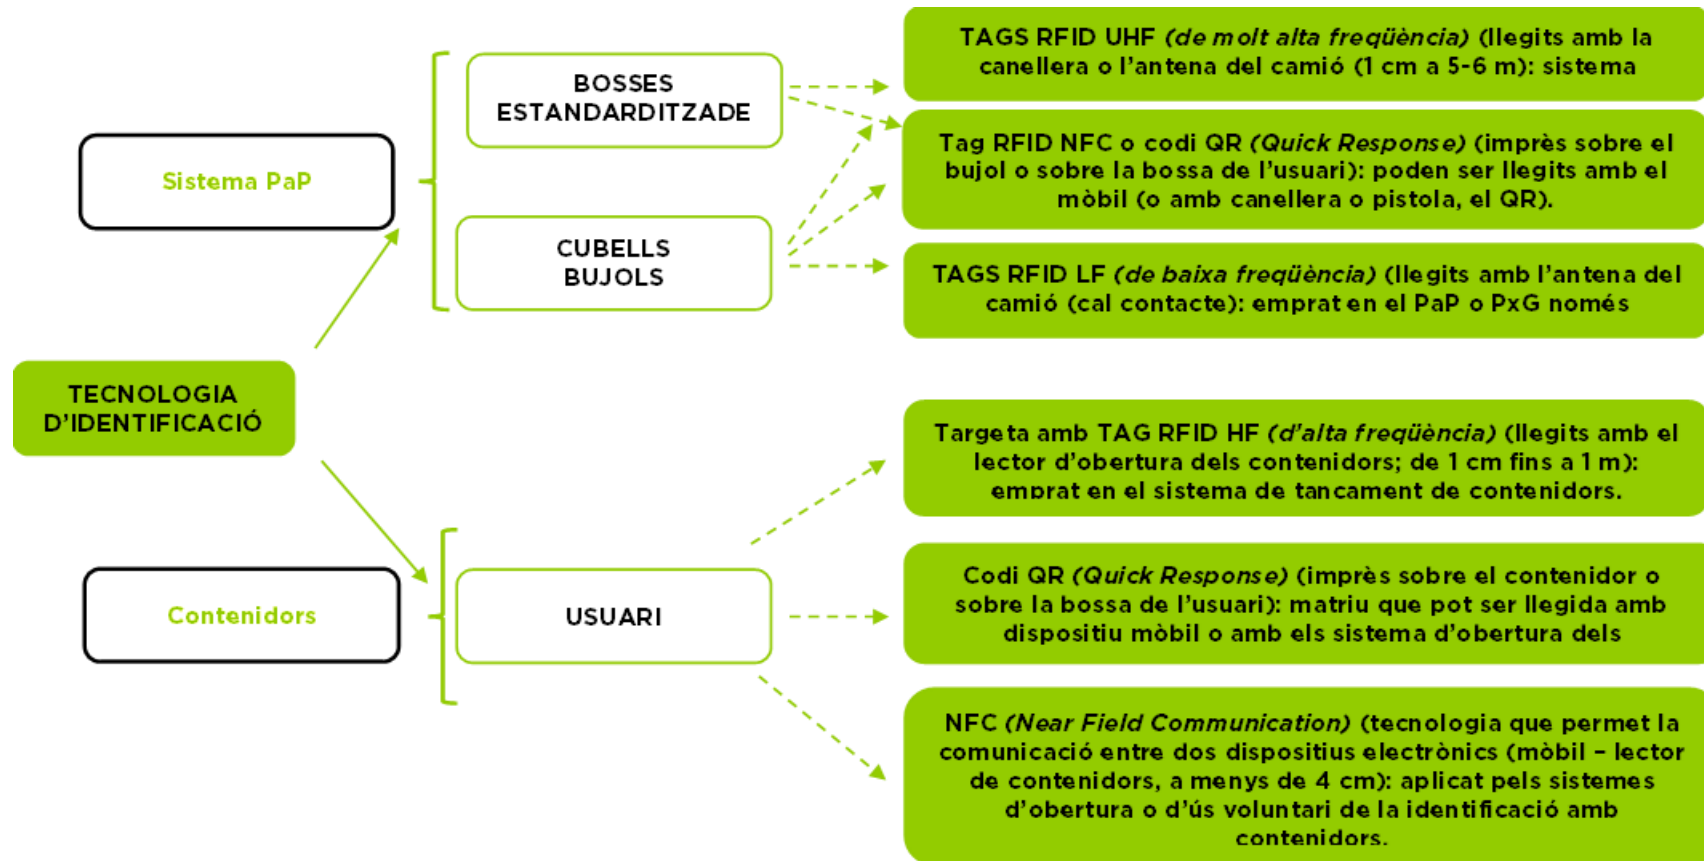 TAGS RFID UHF (de molt alta freqüència) (llegits amb la
canellera o l'antena del camió (1 cm a 5-6 m): sistema
BOSSES
ESTANDARDITZADE
Tag RFID NFC o codi QR (Quick Response) (imprès sobre el
bujol o sobre la bossa de l'usuari): poden ser llegits amb el
mòbil (o amb canellera o pistola, el QR).
Sistema PaP
CUBELLS
BUJOLS
TAGS RFID LF (de baixa freqüència) (llegits amb l'antena del
camió (cal contacte): emprat en el PaP o PxG només
TECNOLOGIA
D'IDENTIFICACIÓ
Targeta amb TAG RFID HF (d'alta freqüència) (llegits amb el
lector d'obertura dels contenidors; de 1 cm fins a 1 m):
emprat en el sistema de tancament de contenidors.
Contenidors
USUARI
Codi QR (Quick Response) (imprès sobre el contenidor o
sobre la bossa de l'usuari): matriu que pot ser llegida amb
dispositiu mòbil o amb els sistema d'obertura dels
NFC (Near Field Communication) (tecnologia que permet la
comunicació entre dos dispositius electrònics (mòbil – lector
de contenidors, a menys de 4 cm): aplicat pels sistemes
d'obertura o d'ús voluntari de la identificació amb
contenidors.